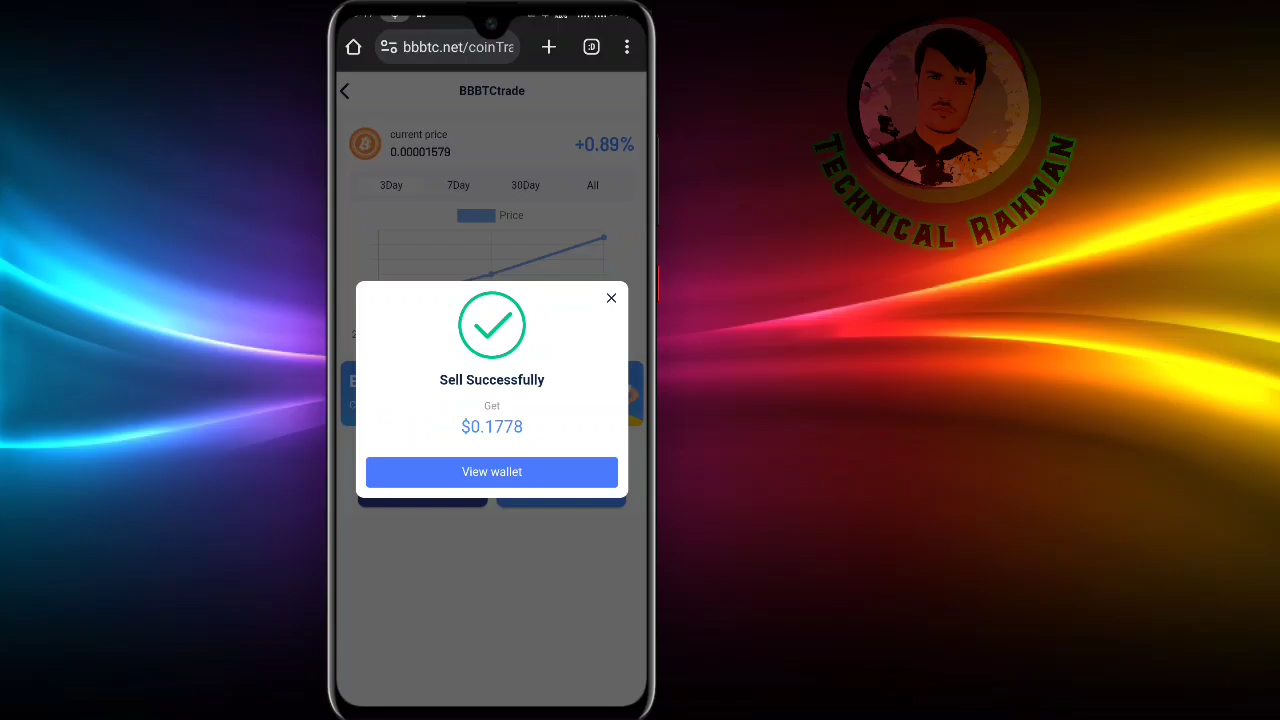 bbbtc.net/coinTra
:D
BBBTCtrade
current price
0.00001579
+0.89%
3Day
7Day
30Day
All
Price
Sell Successfully
Get
$0.1778
View wallet
TECHNICAL RAHMAN